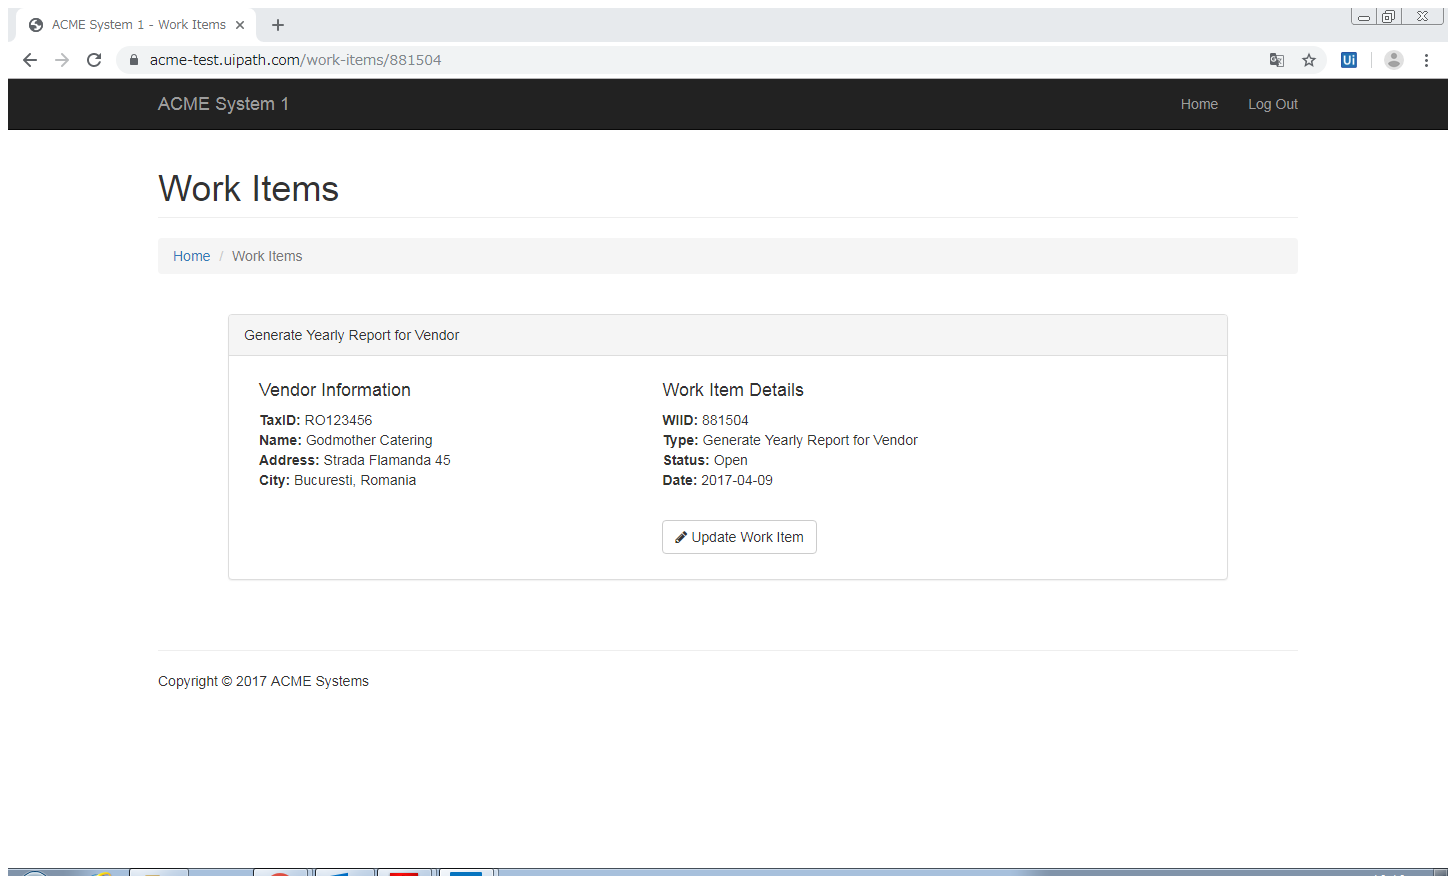 ACME System 1 - Work Items
acme-test.uipath.com/work-items/881504
Ui
ACME System 1
Home
Log Out
Work Items
Home / Work Items
Generate Yearly Report for Vendor
Vendor Information
TaxID: RO123456
Name: Godmother Catering
Address: Strada Flamanda 45
City: Bucuresti, Romania
Work Item Details
WIID: 881504
Type: Generate Yearly Report for Vendor
Status: Open
Date: 2017-04-09
Update Work Item
Copyright © 2017 ACME Systems